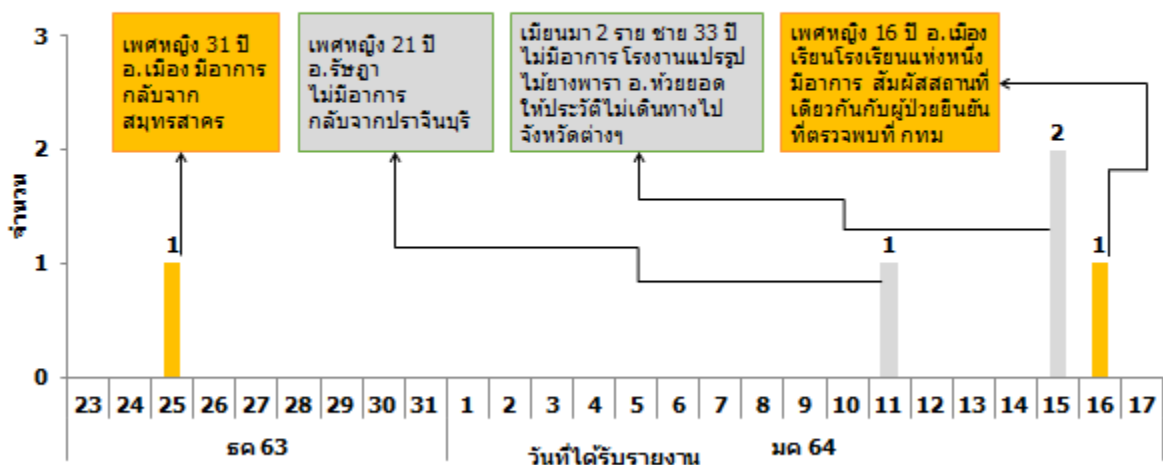 เพศหญิง 31 ปี
อ.เมือง มีอาการ
กลับจาก
สมุทรสาคร
เพศหญิง 21 ปี
อ.รัษฎา
ไม่มีอาการ
กลับจากปราจีนบุรี
เมียนมา 2 ราย ชาย 33 ปี
ไม่มีอาการ โรงงานแปรรูป
ไม้ยางพารา อ.ห้วยยอด
ให้ประวัติไม่เดินทางไป
จังหวัดต่างๆ
เพศหญิง 16 ปี อ.เมือง
เรียนโรงเรียนแห่งหนึ่ง
มีอาการ สัมผัสสถานที่
เดียวกันกับผู้ป่วยยืนยัน
ที่ตรวจพบที่ กทม
จำนวน
3
2
1
0
1
1
2
1
23 24 25 26 27 28 29 30 31 1 2 3 4 5 6 7 8 9 10 11 12 13 14 15 16 17
ธค 63 มค 64
วันที่ได้รับรายงาน